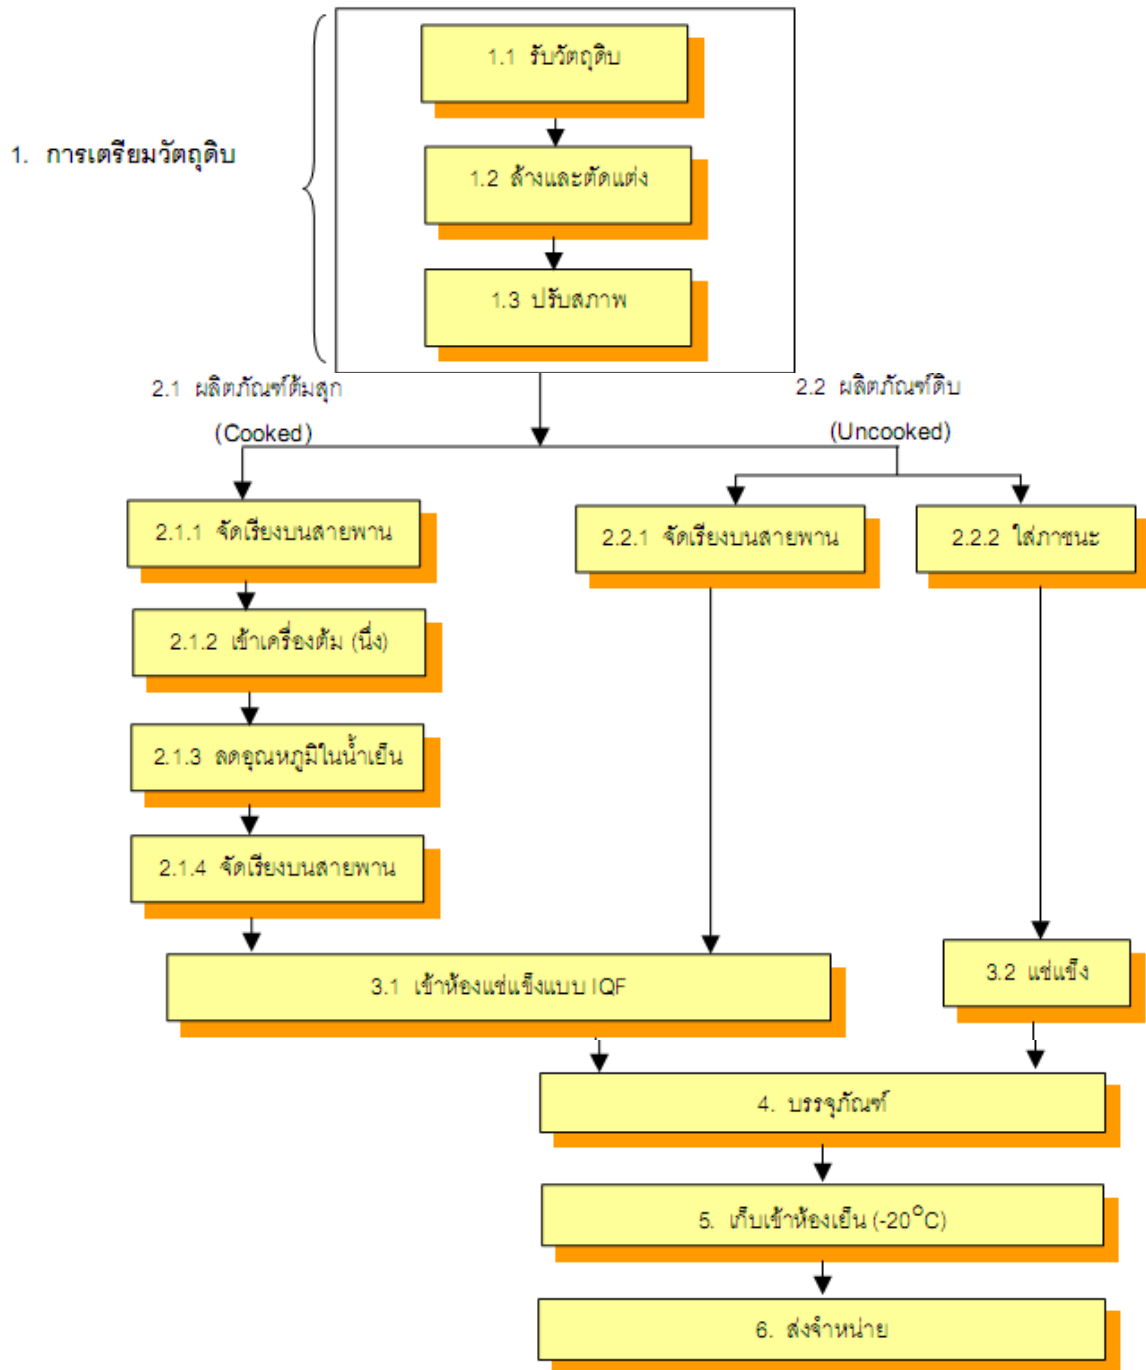 1.1 รับวัตถุดิบ
1. การเตรียมวัตถุดิบ
1.2 ล้างและตัดแต่ง
1.3 ปรับสภาพ
2.1 ผลิตภัณฑ์ต้มสุก
(Cooked)
2.2 ผลิตภัณฑ์ดิบ
(Uncooked)
2.1.1 จัดเรียงบนสายพาน
2.2.1 จัดเรียงบนสายพาน
2.2.2 ใส่ภาชนะ
2.1.2 เข้าเครื่องต้ม (นึ่ง)
2.1.3 ลดอุณหภูมิในน้ำเย็น
2.1.4 จัดเรียงบนสายพาน
3.1 เข้าห้องแช่แข็งแบบ IQF
3.2 แช่แข็ง
4. บรรจุภัณฑ์
5. เก็บเข้าห้องเย็น (-20°C)
6. ส่งจำหน่าย